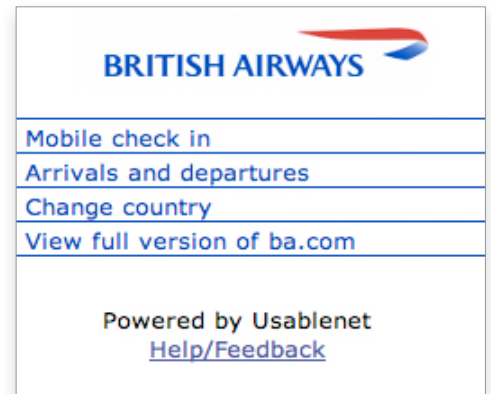 BRITISH AIRWAYS
Mobile check in
Arrivals and departures
Change country
View full version of ba.com
Powered by Usablenet
Help/Feedback